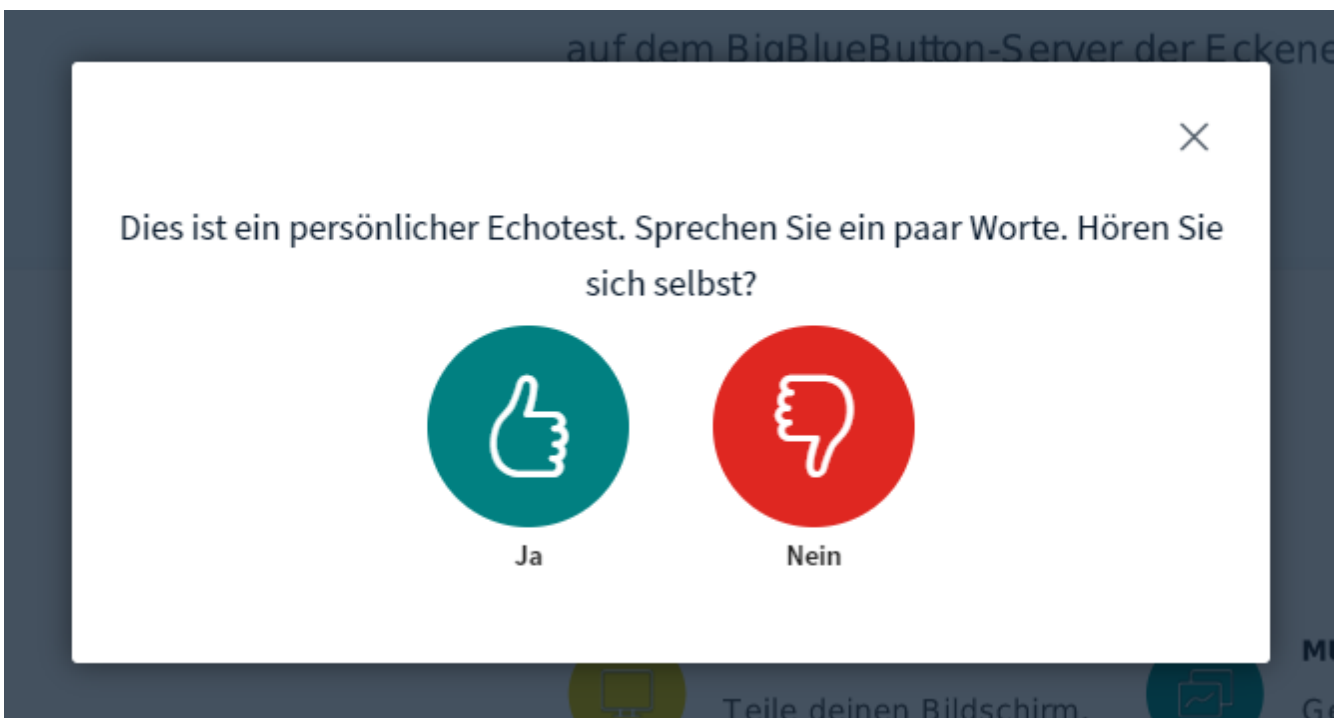 auf dem BigBlueButton-Server der
Dies ist ein persönlicher Echotest. Sprechen Sie ein paar Worte. Hören Sie
sich selbst?
Ja
Nein
Teile deinen Bildschirm.